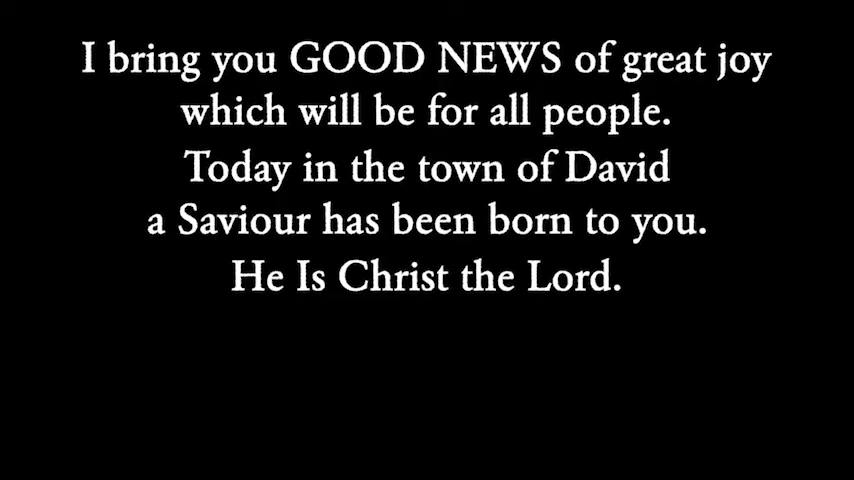 I bring you GOOD NEWS of great joy
which will be for all people.
Today in the town of David
a Saviour has been born to you.
He Is Christ the Lord.